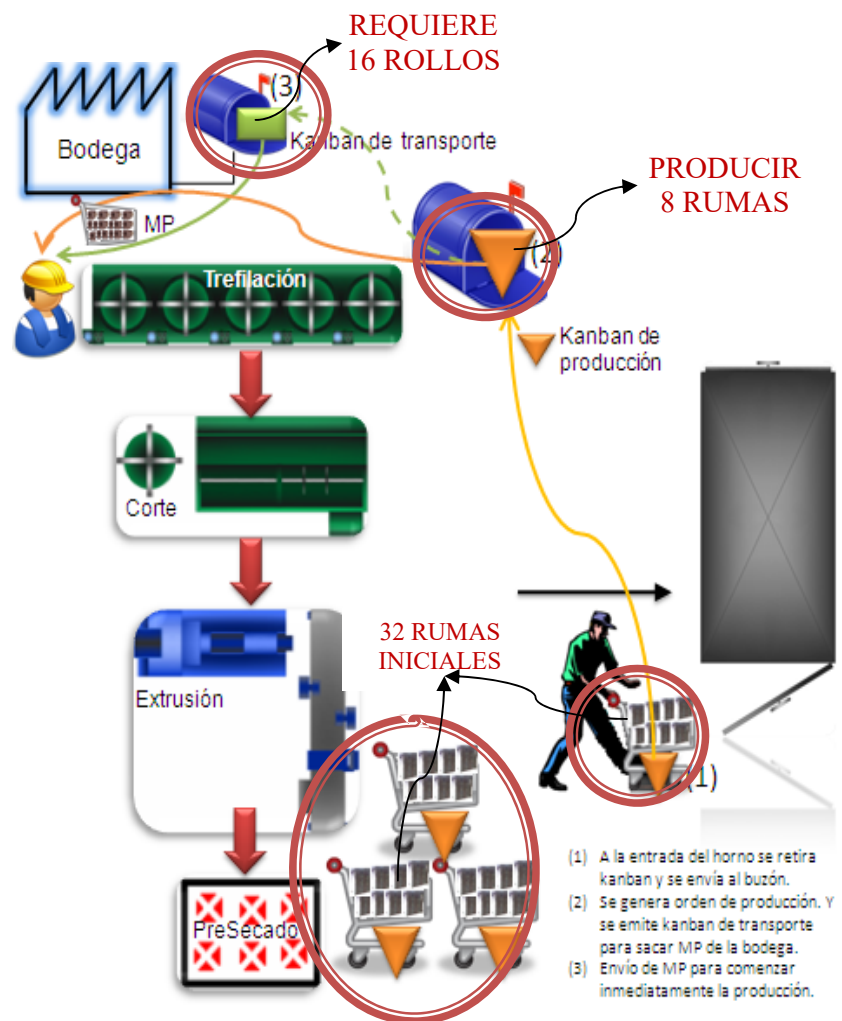 REQUIERE
16 ROLLOS
(3)
Bodega
Kanban de transporte
PRODUCIR
8 RUMAS
MP
(2)
Trefilación
Kanban de
producción
Corte
32 RUMAS
INICIALES
Extrusión
(1)
PreSecado
(1) A la entrada del horno se retira
kanban y se envía al buzón.
(2) Se genera orden de producción. Y
se emite kanban de transporte
para sacar MP de la bodega.
(3) Envío de MP para comenzar
inmediatamente la producción.